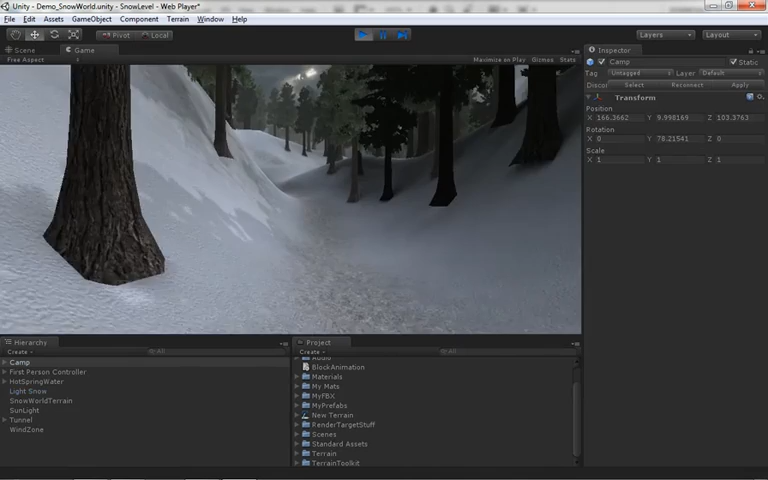 Unity - Demo_SnowWorld.unity - SnowLevel - Web Player*
File Edit Assets GameObject Component Terrain Window Help
Pivot Local Layers Layout
Scene Game Inspector
Free Aspect Maximize on Play Gizmos Stats
Camp Static
Tag Untagged Layer Default
Select Reconnect Apply
Transform
Position
X 166.3662 Y 9.998169 Z 103.3763
Rotation
X 0 Y 78.21541 Z 0
Scale
X 1 Y 1 Z 1
Hierarchy
Create All
Camp
First Person Controller
HotSpringWater
Light Snow
SnowWorldTerrain
SunLight
Tunnel
WindZone
Project
Create All
Audio
BlockAnimation
Materials
My Mats
MyFBX
MyPrefabs
New Terrain
RenderTargetStuff
Scenes
Standard Assets
Terrain
TerrainToolkit